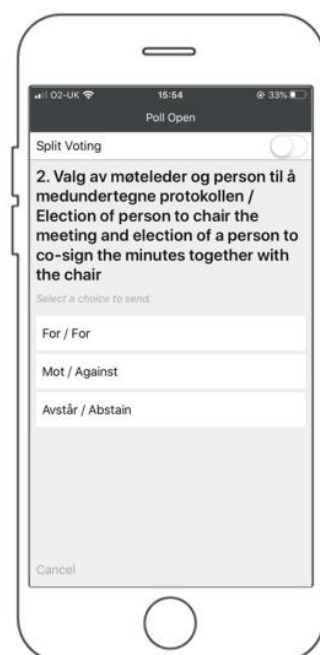 O2-UK 15:54 33%
Poll Open
Split Voting
2. Valg av møteleder og person til å
medundertegne protokollen /
Election of person to chair the
meeting and election of a person to
co-sign the minutes together with
the chair
Select a choice to send.
For / For
Mot / Against
Avstår / Abstain
Cancel